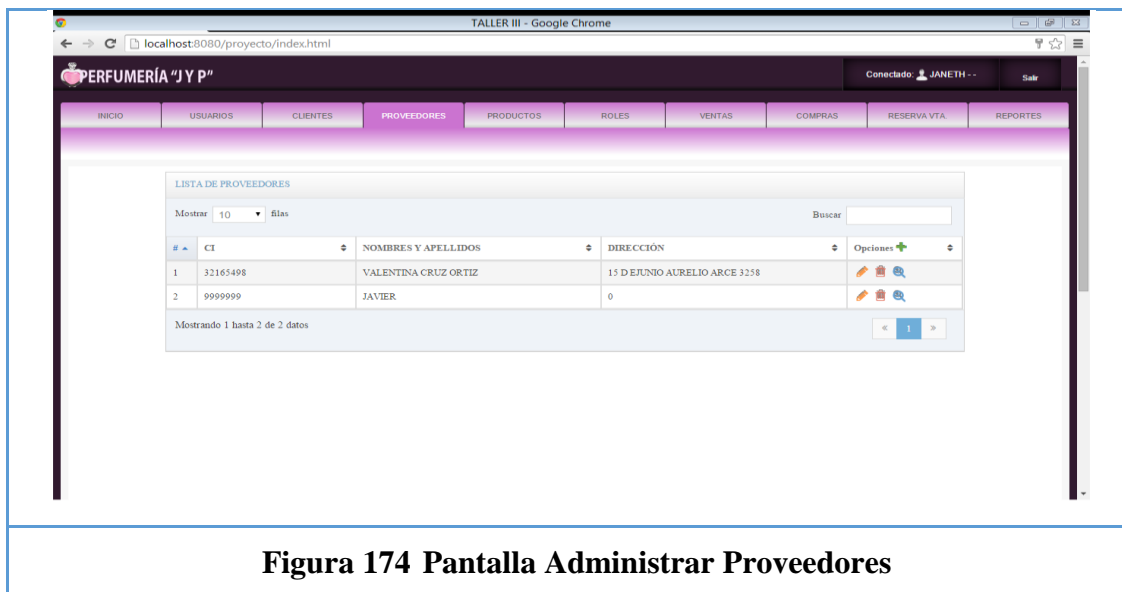 TALLER III - Google Chrome
localhost:8080/proyecto/index.html
PERFUMERÍA "J Y P"
Conectado: JANETH - -
Salir
INICIO USUARIOS CLIENTES PROVEEDORES PRODUCTOS ROLES VENTAS COMPRAS RESERVA VTA. REPORTES
LISTA DE PROVEEDORES
Mostrar 10 filas
Buscar
# CI NOMBRES Y APELLIDOS DIRECCIÓN Opciones
1 32165498 VALENTINA CRUZ ORTIZ 15 D EJUNIO AURELIO ARCE 3258
2 9999999 JAVIER 0
Mostrando 1 hasta 2 de 2 datos
« 1 »
Figura 174 Pantalla Administrar Proveedores